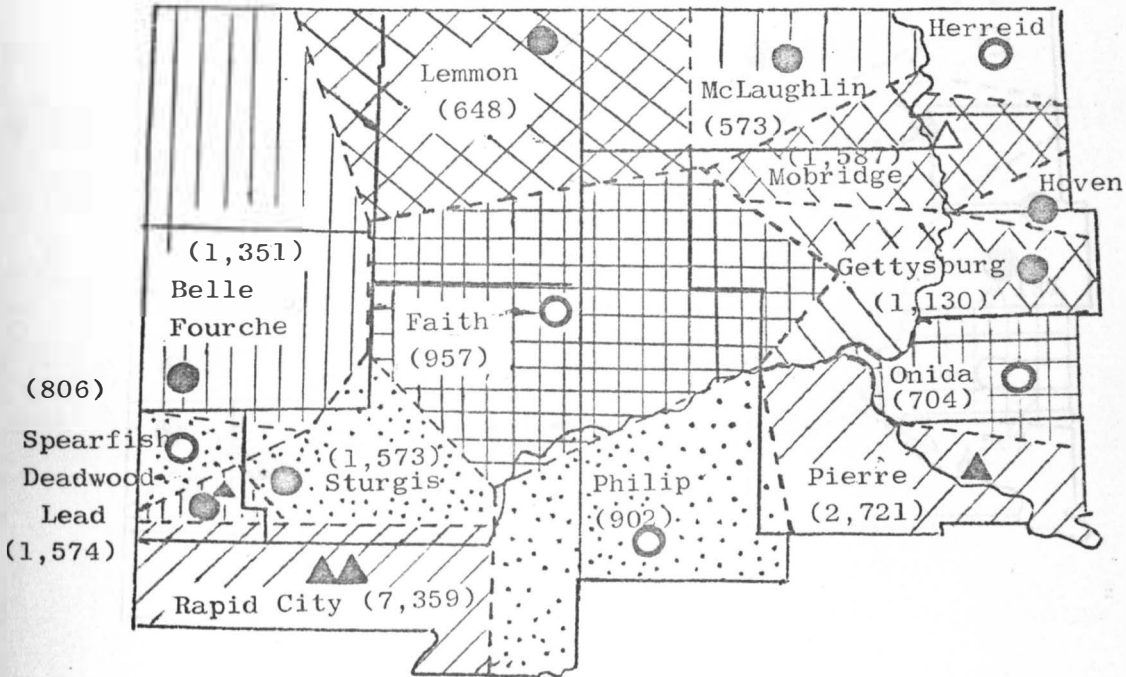 Herreid
Lemmon
(648)
McLaughlin
(573)
(1,587)
Mobridge
Hoven
(1,351)
Belle
Fourche
Gettysburg
(1,130)
Faith
(957)
Onida
(704)
(806)
Spearfish
Deadwood
Lead
(1,574)
(1,573)
Sturgis
Philip
(902)
Pierre
(2,721)
Rapid City (7,359)